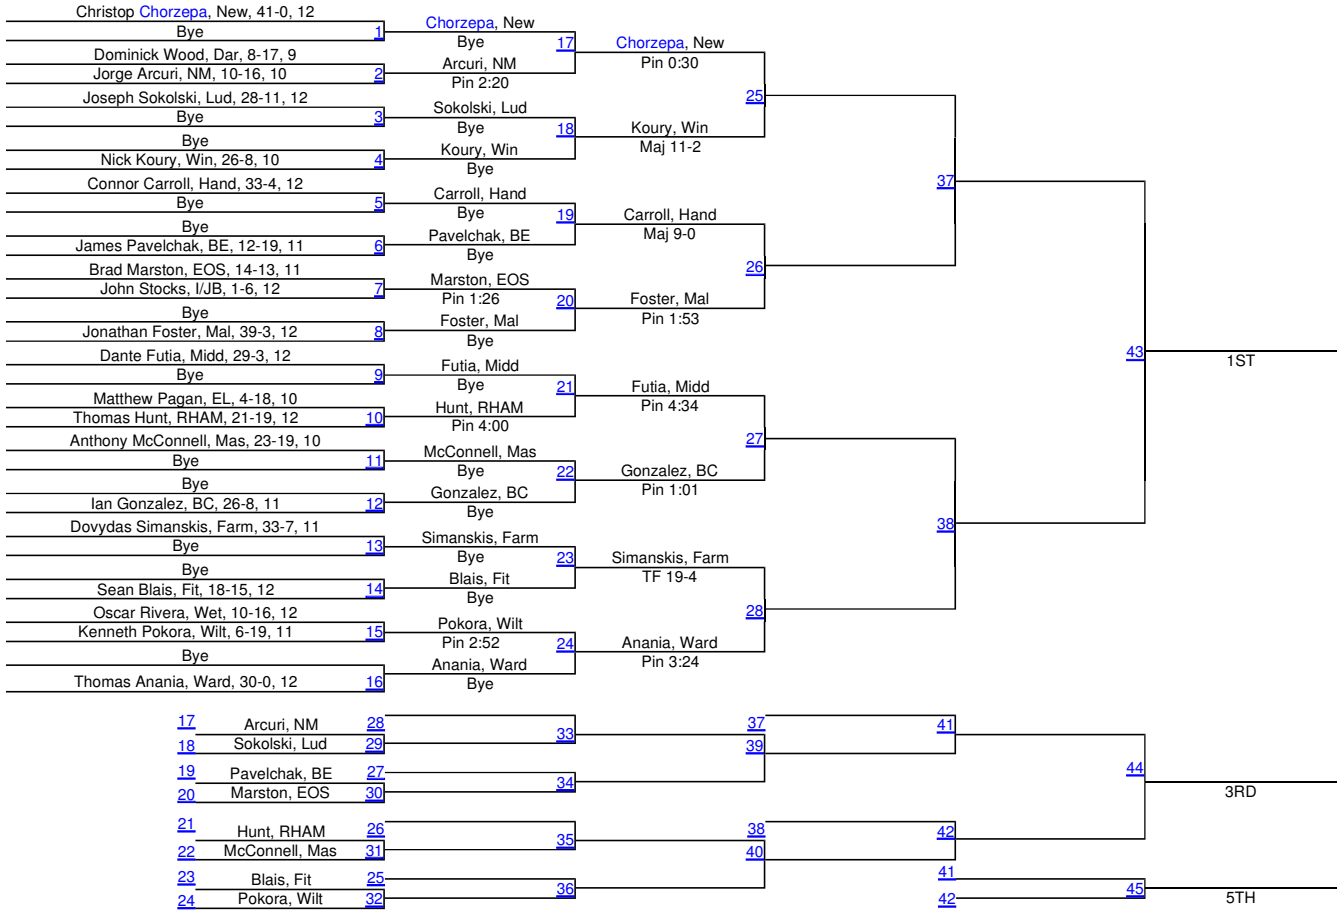 Christop Chorzepa, New, 41-0, 12
Bye
1
Dominick Wood, Dar, 8-17, 9
Jorge Arcuri, NM, 10-16, 10
2
Joseph Sokolski, Lud, 28-11, 12
Bye
3
Bye
Nick Koury, Win, 26-8, 10
4
Connor Carroll, Hand, 33-4, 12
Bye
5
Bye
James Pavelchak, BE, 12-19, 11
6
Brad Marston, EOS, 14-13, 11
John Stocks, I/JB, 1-6, 12
7
Bye
Jonathan Foster, Mal, 39-3, 12
8
Dante Futia, Midd, 29-3, 12
Bye
9
Matthew Pagan, EL, 4-18, 10
Thomas Hunt, RHAM, 21-19, 12
10
Anthony McConnell, Mas, 23-19, 10
Bye
11
Bye
Ian Gonzalez, BC, 26-8, 11
12
Dovydas Simanskis, Farm, 33-7, 11
Bye
13
Bye
Sean Blais, Fit, 18-15, 12
14
Oscar Rivera, Wet, 10-16, 12
Kenneth Pokora, Wilt, 6-19, 11
15
Bye
Thomas Anania, Ward, 30-0, 12
16
Chorzepa, New
Bye
17
Arcuri, NM
Pin 2:20
Sokolski, Lud
Bye
18
Koury, Win
Bye
Carroll, Hand
Bye
19
Pavelchak, BE
Bye
Marston, EOS
Pin 1:26
20
Foster, Mal
Bye
Futia, Midd
Bye
21
Hunt, RHAM
Pin 4:00
McConnell, Mas
Bye
22
Gonzalez, BC
Bye
Simanskis, Farm
Bye
23
Blais, Fit
Bye
Pokora, Wilt
Pin 2:52
24
Anania, Ward
Bye
Chorzepa, New
Pin 0:30
25
Koury, Win
Maj 11-2
Carroll, Hand
Maj 9-0
26
Foster, Mal
Pin 1:53
Futia, Midd
Pin 4:34
27
Gonzalez, BC
Pin 1:01
Simanskis, Farm
TF 19-4
28
Anania, Ward
Pin 3:24
37
38
43
1ST
17 Arcuri, NM 28
18 Sokolski, Lud 29
33
19 Pavelchak, BE 27
20 Marston, EOS 30
34
21 Hunt, RHAM 26
22 McConnell, Mas 31
35
23 Blais, Fit 25
24 Pokora, Wilt 32
36
37
39
38
40
41
42
44
3RD
41
42
45
5TH